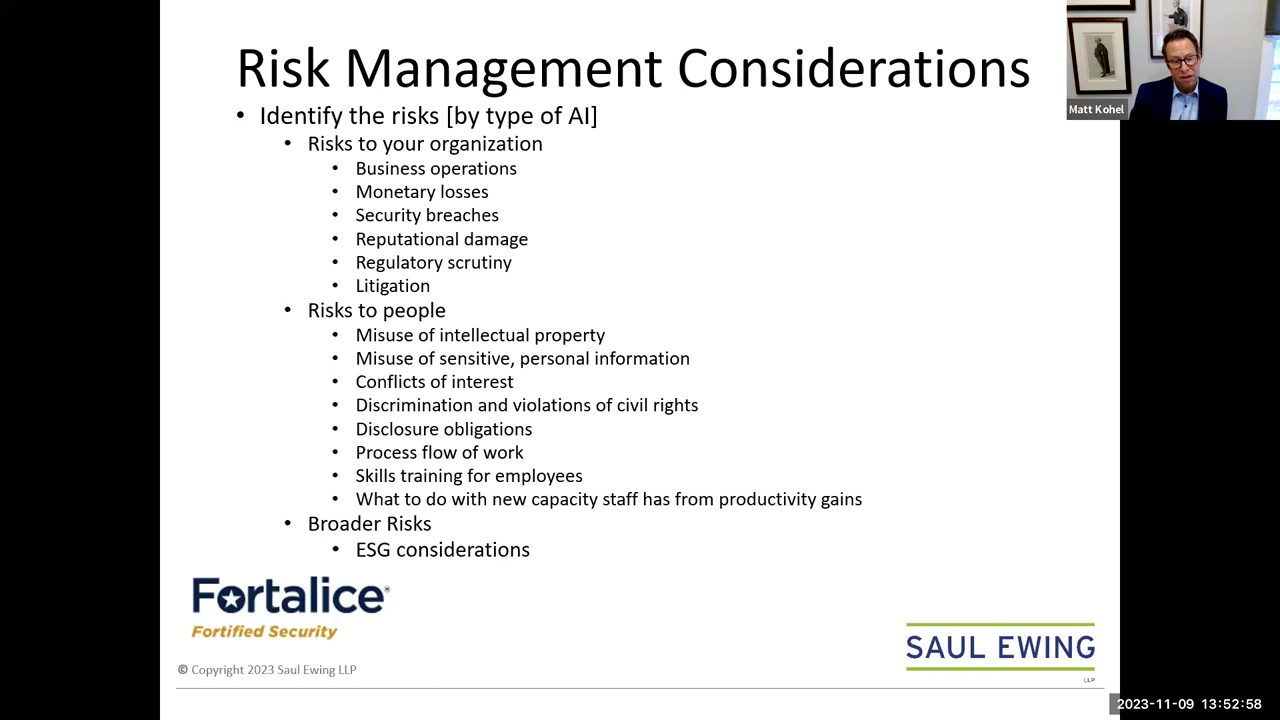 Risk Management Considerations
• Identify the risks [by type of AI]
• Risks to your organization
• Business operations
• Monetary losses
• Security breaches
• Reputational damage
• Regulatory scrutiny
• Litigation
• Risks to people
• Misuse of intellectual property
• Misuse of sensitive, personal information
• Conflicts of interest
• Discrimination and violations of civil rights
• Disclosure obligations
• Process flow of work
• Skills training for employees
• What to do with new capacity staff has from productivity gains
• Broader Risks
• ESG considerations
Matt Kohel
Fortalice®
Fortified Security
SAUL EWING
LLP
© Copyright 2023 Saul Ewing LLP
2023-11-09 13:52:58